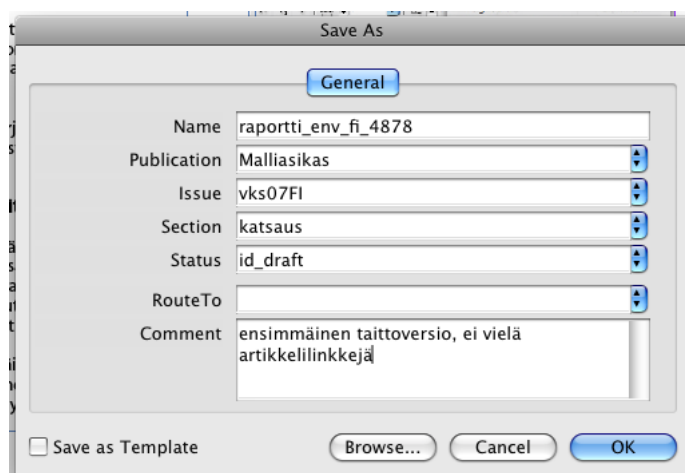 Save As
General
Name raportti_env_fi_4878
Publication Malliasikas
Issue vks07FI
Section katsaus
Status id_draft
RouteTo
Comment ensimmäinen taittoversio, ei vielä
artikkelilinkkejä
Save as Template Browse... Cancel OK